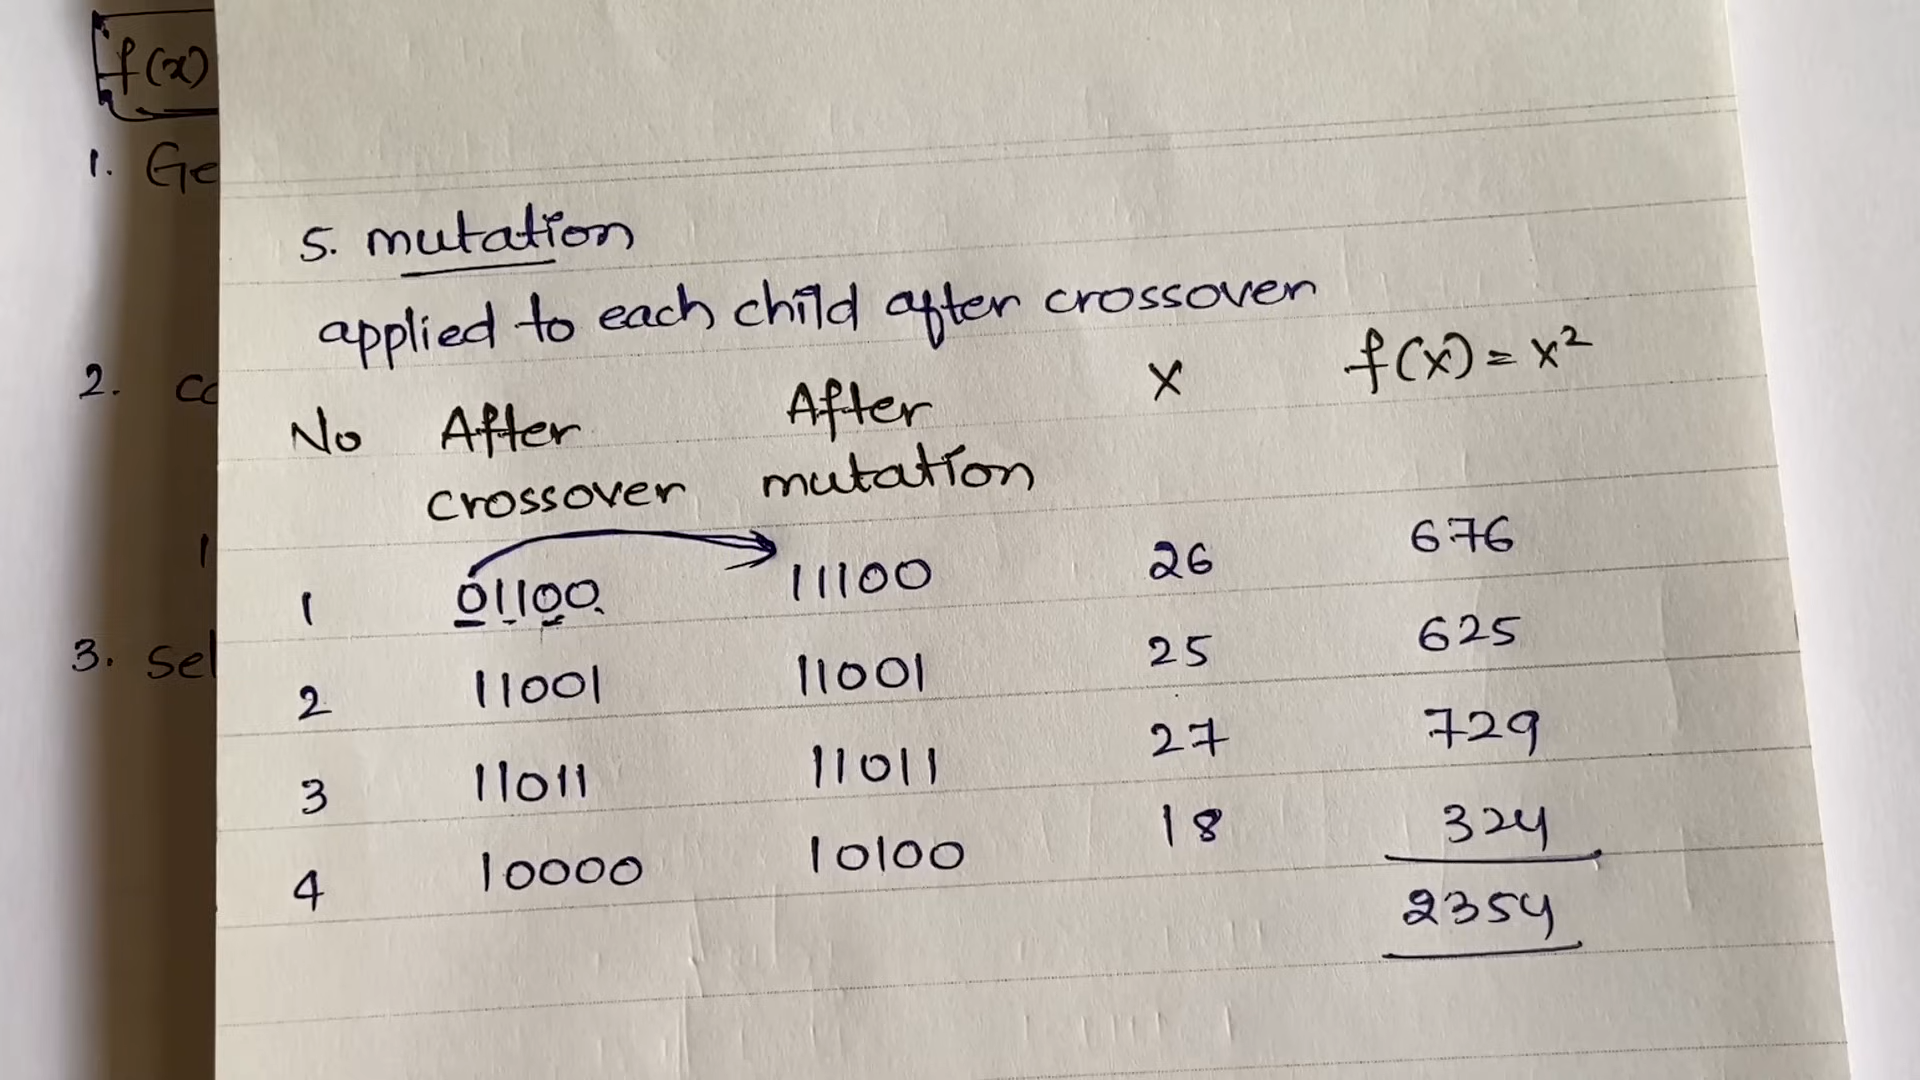 f(x)
1. Ge
2. Co
1
3. Sel
5. mutation
applied to each child after crossover
No After crossover After mutation X f(x) = x²
1 01100 11100 26 676
2 11001 11001 25 625
3 11011 11011 27 729
4 10000 10100 18 324
2354